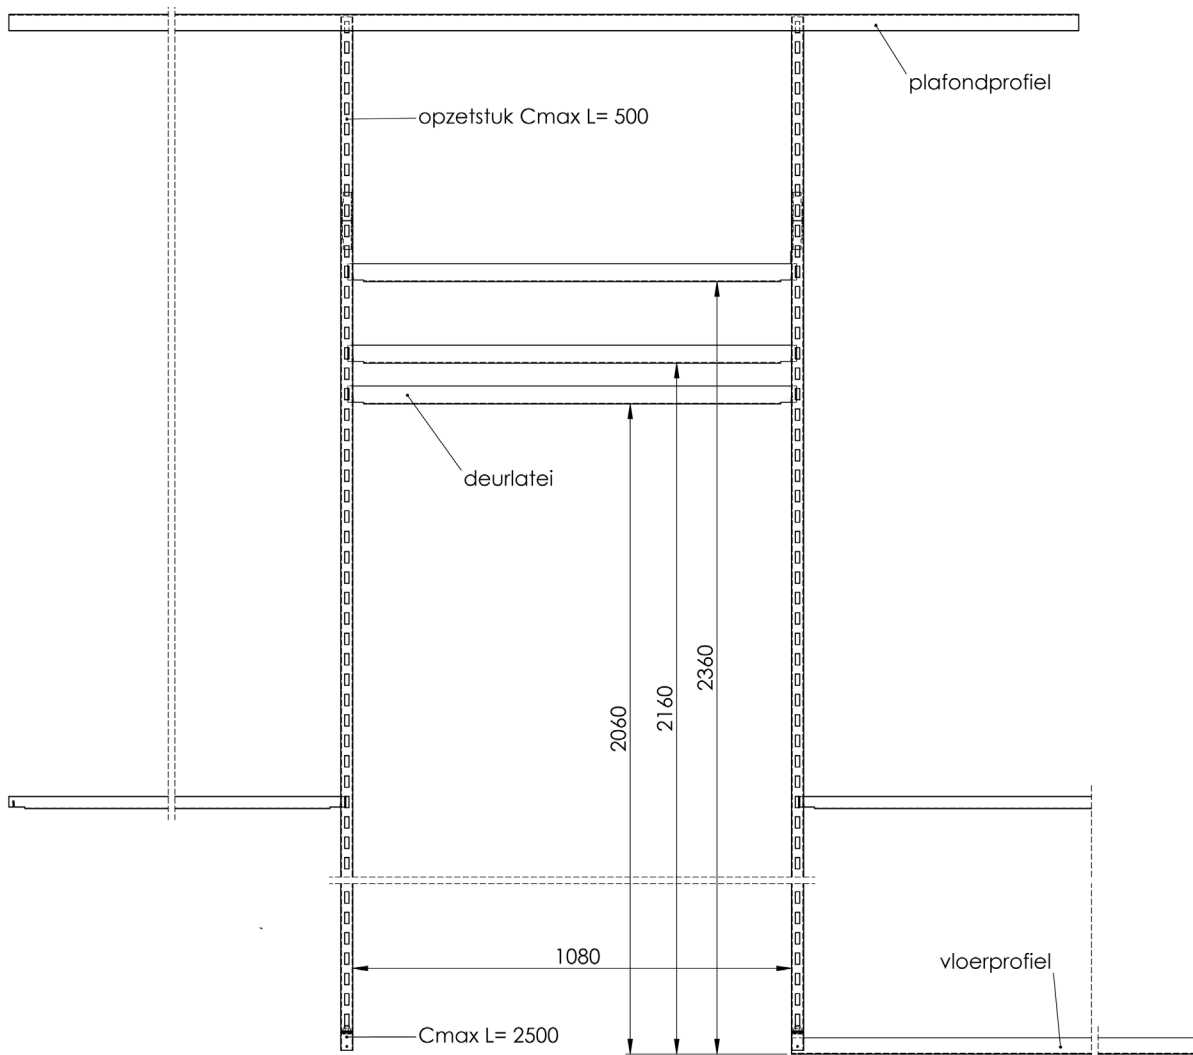 plafondprofiel
opzetstuk Cmax L= 500
deurlatei
2360
2160
2060
1080
vloerprofiel
Cmax L= 2500